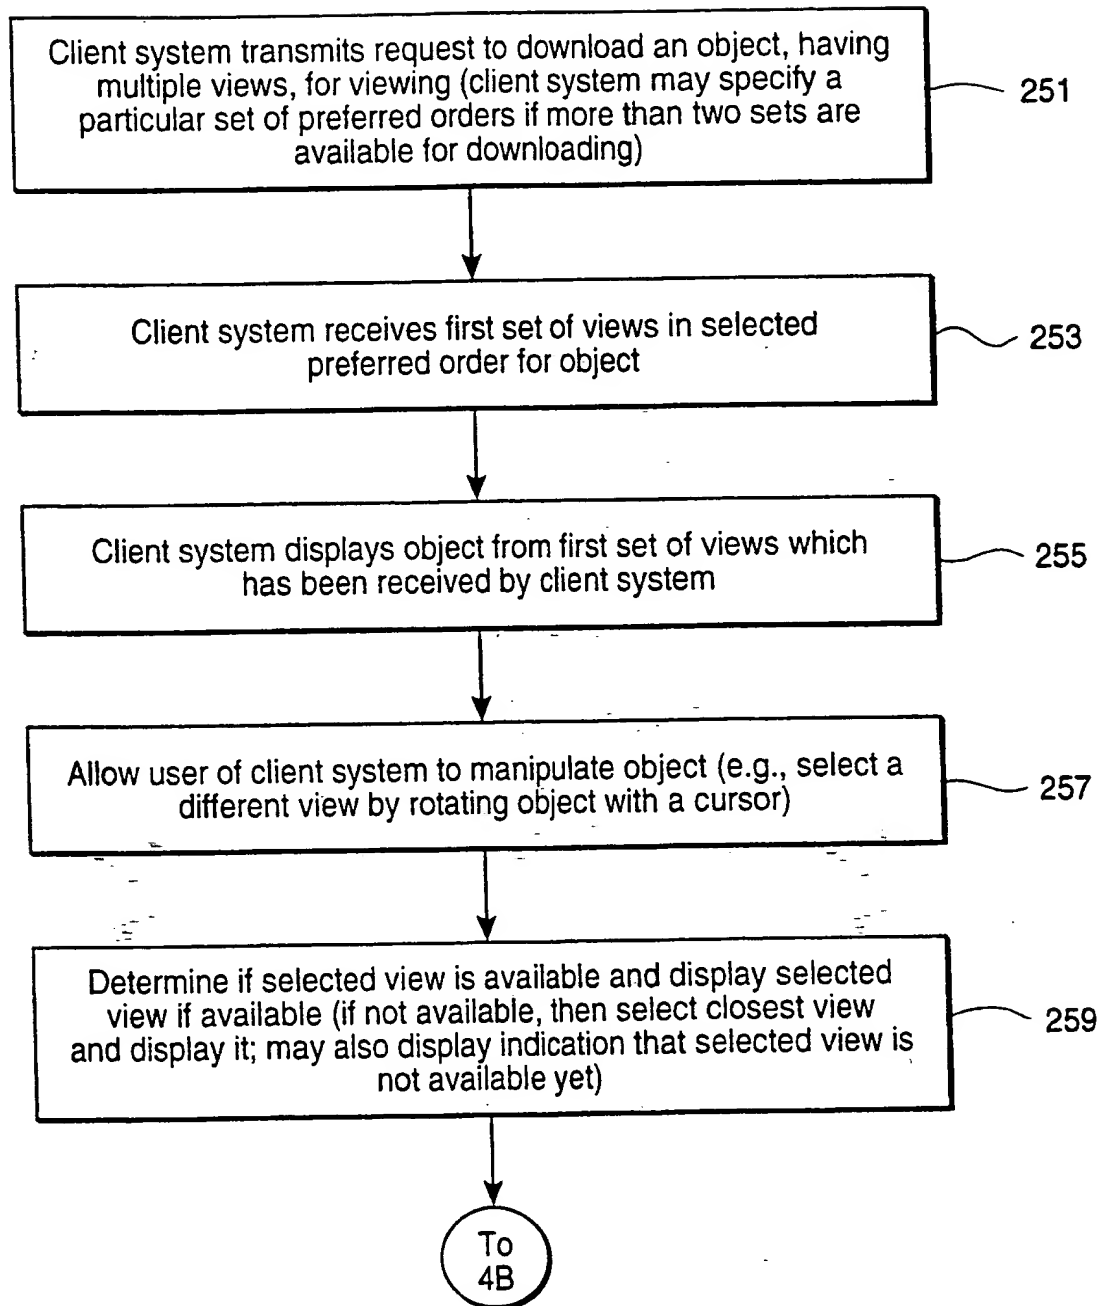 Client system transmits request to download an object, having
multiple views, for viewing (client system may specify a
particular set of preferred orders if more than two sets are
available for downloading)
251
Client system receives first set of views in selected
preferred order for object
253
Client system displays object from first set of views which
has been received by client system
255
Allow user of client system to manipulate object (e.g., select a
different view by rotating object with a cursor)
257
Determine if selected view is available and display selected
view if available (if not available, then select closest view
and display it; may also display indication that selected view is
not available yet)
259
To
4B